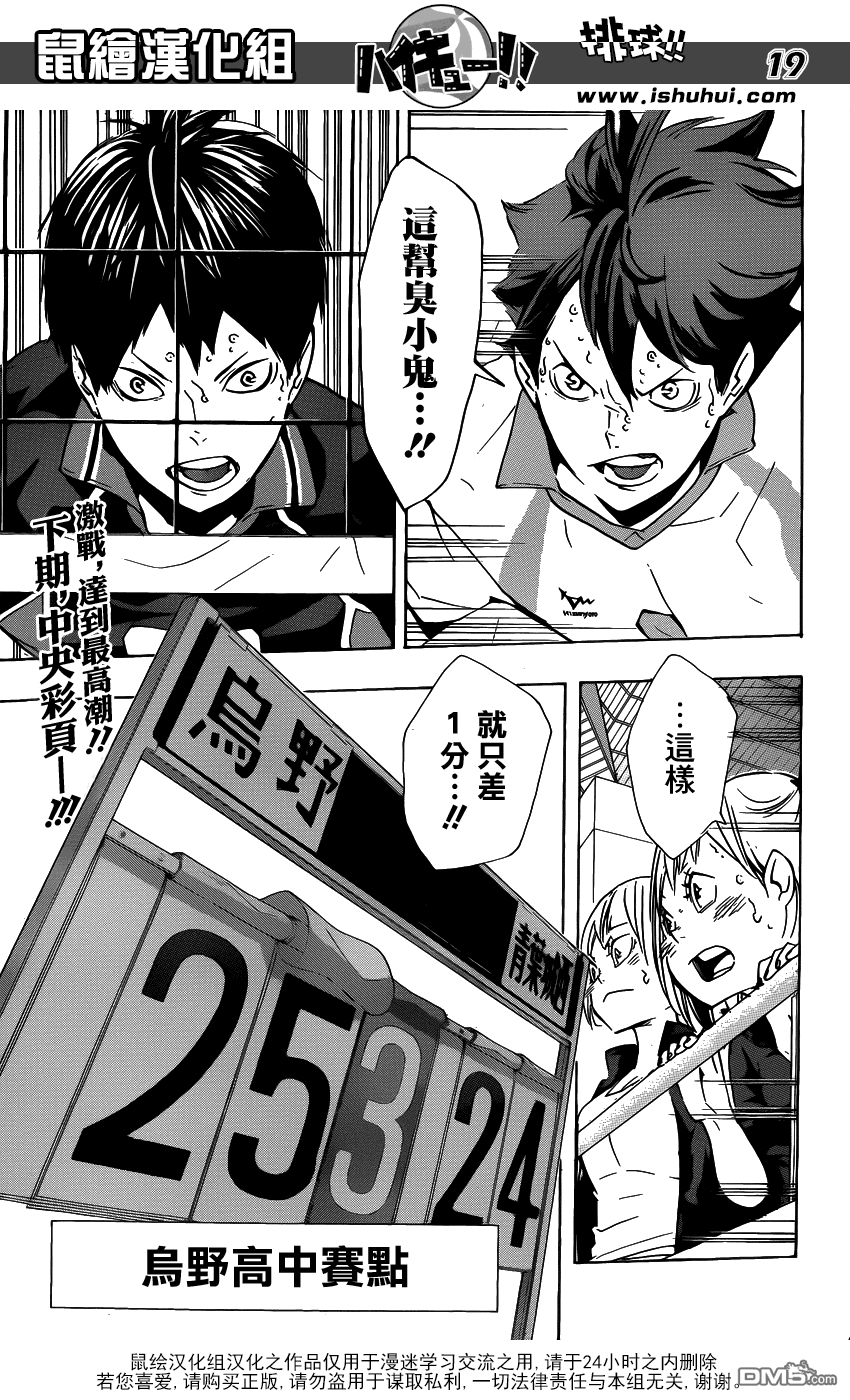 鼠繪漢化組
ハイキュー!!
排球!!
19
www.ishuhui.com
這幫臭小鬼…!!
Mizunyoro
激戰，達到最高潮!!
下期，中央彩頁—!!!
…這樣
就只差
1分…!!
烏野
青葉城西
25
3
24
烏野高中賽點
鼠绘汉化组汉化之作品仅用于漫迷学习交流之用, 请于24小时之内删除
若您喜爱, 请购买正版, 请勿盗用于谋取私利, 一切法律责任与本组无关, 谢谢。
DM5.com